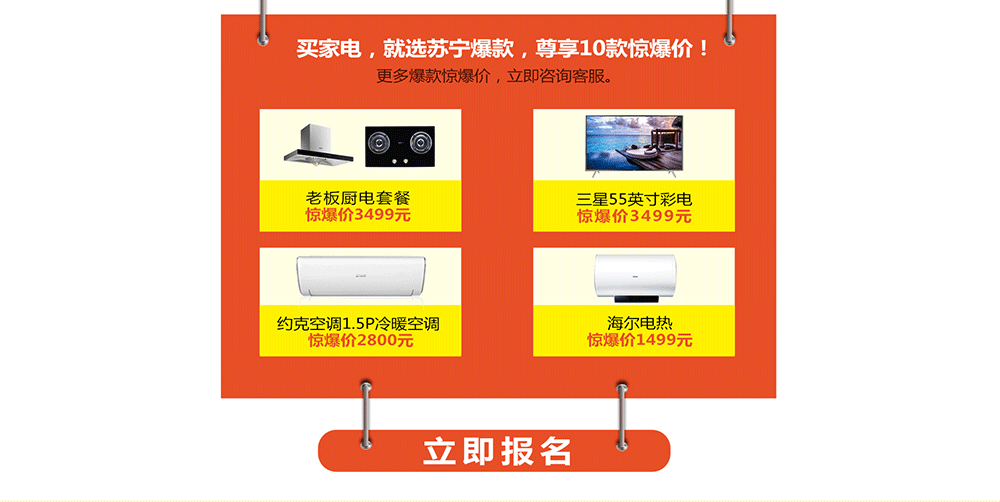 买家电，就选苏宁爆款，尊享10款惊爆价！
更多爆款惊爆价，立即咨询客服。
老板厨电套餐
惊爆价3499元
三星55英寸彩电
惊爆价3499元
约克空调1.5P冷暖空调
惊爆价2800元
海尔电热
惊爆价1499元
立即报名